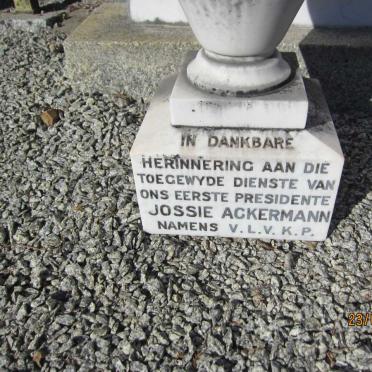 IN DANKBARE
HERINNERING AAN DIE
TOEGEWYDE DIENSTE VAN
ONS EERSTE PRESIDENTE
JOSSIE ACKERMANN
NAMENS V.L.V.K.P.
23/